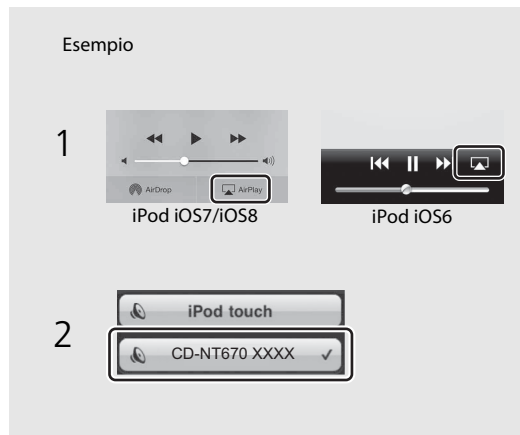 Esempio
1
AirDrop AirPlay
iPod iOS7/iOS8 iPod iOS6
2
iPod touch
CD-NT670 XXXX